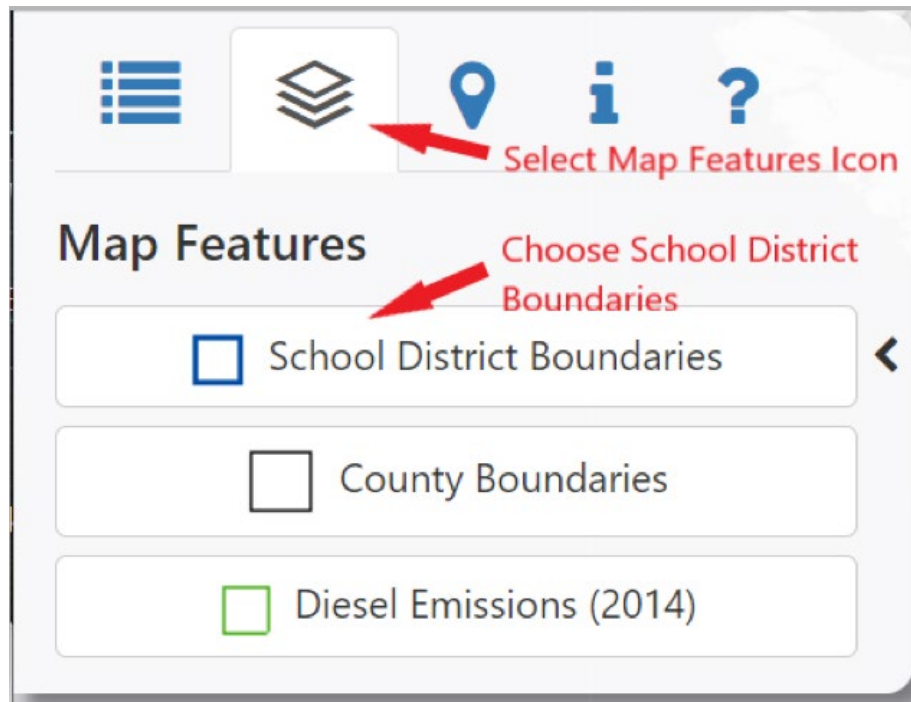 Select Map Features Icon
Map Features
Choose School District
Boundaries
School District Boundaries
County Boundaries
Diesel Emissions (2014)